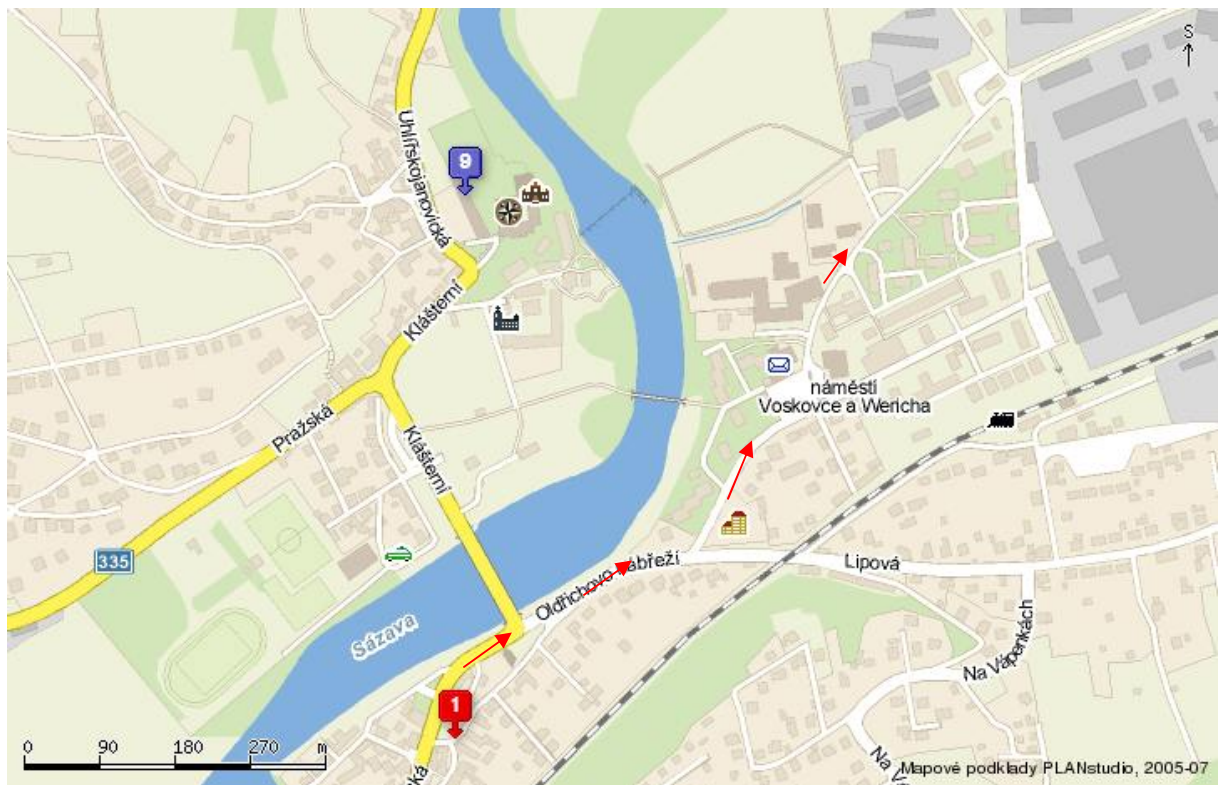 S
Uhlířskojanovická
9
Klášterní
náměstí
Voskovce a Wericha
Pražská
Klášterní
335
Lipová
Oldřichovo nábřeží
Sázava
Na Vápenkách
1
0 90 180 270 m
Na
Mapové podklady PLANstudio, 2005-07